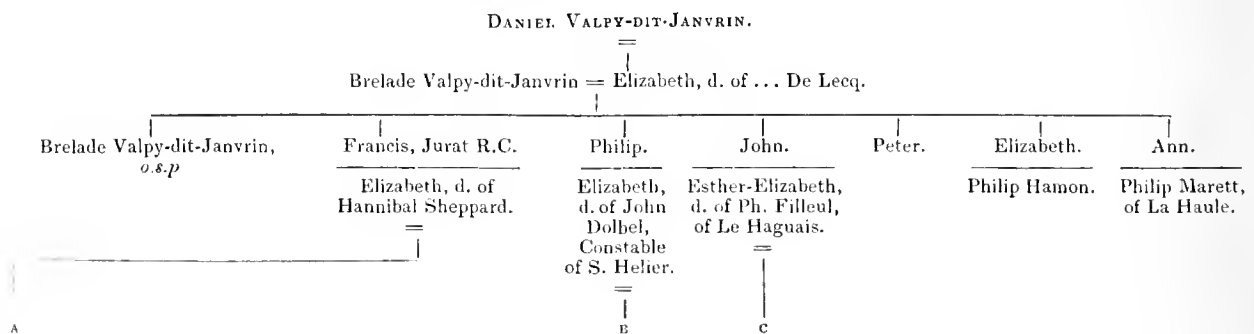 DANIEL VALPY-DIT-JANVRIN.
=
Brelade Valpy-dit-Janvrin = Elizabeth, d. of ... De Lecq.
Brelade Valpy-dit-Janvrin,
o.s.p
Francis, Jurat R.C.
Elizabeth, d. of
Hannibal Sheppard.
=
Philip.
Elizabeth,
d. of John
Dolbel,
Constable
of S. Helier.
=
John.
Esther-Elizabeth,
d. of Ph. Filleul,
of Le Haguais.
=
Peter.
Elizabeth.
Philip Hamon.
Ann.
Philip Marett,
of La Haule.
A
B
C